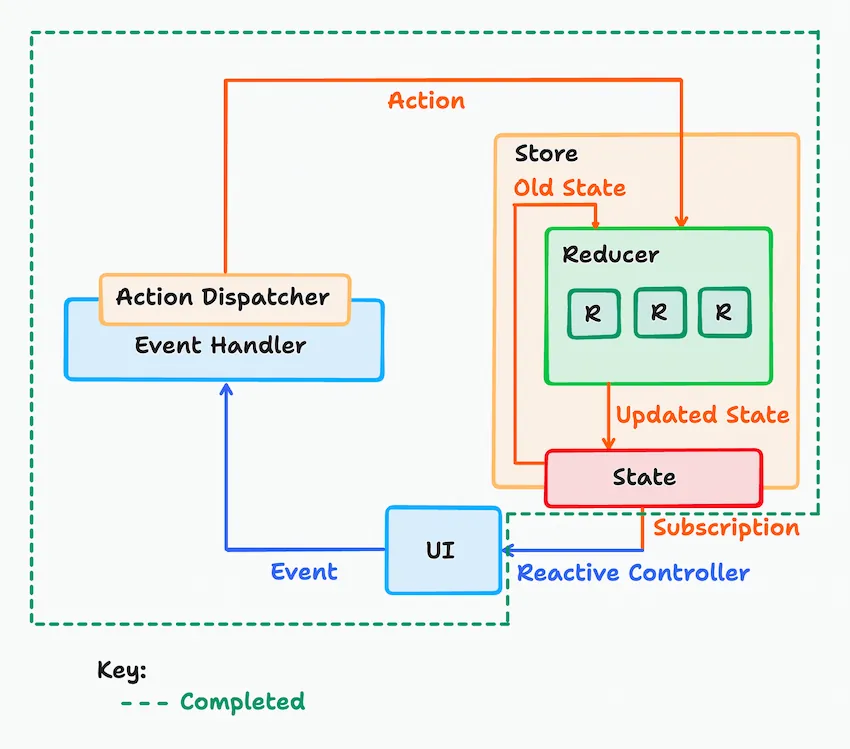 Action
Store
Old State
Reducer
R R R
Action Dispatcher
Event Handler
Updated State
State
Subscription
UI
Event
Reactive Controller
Key:
Completed